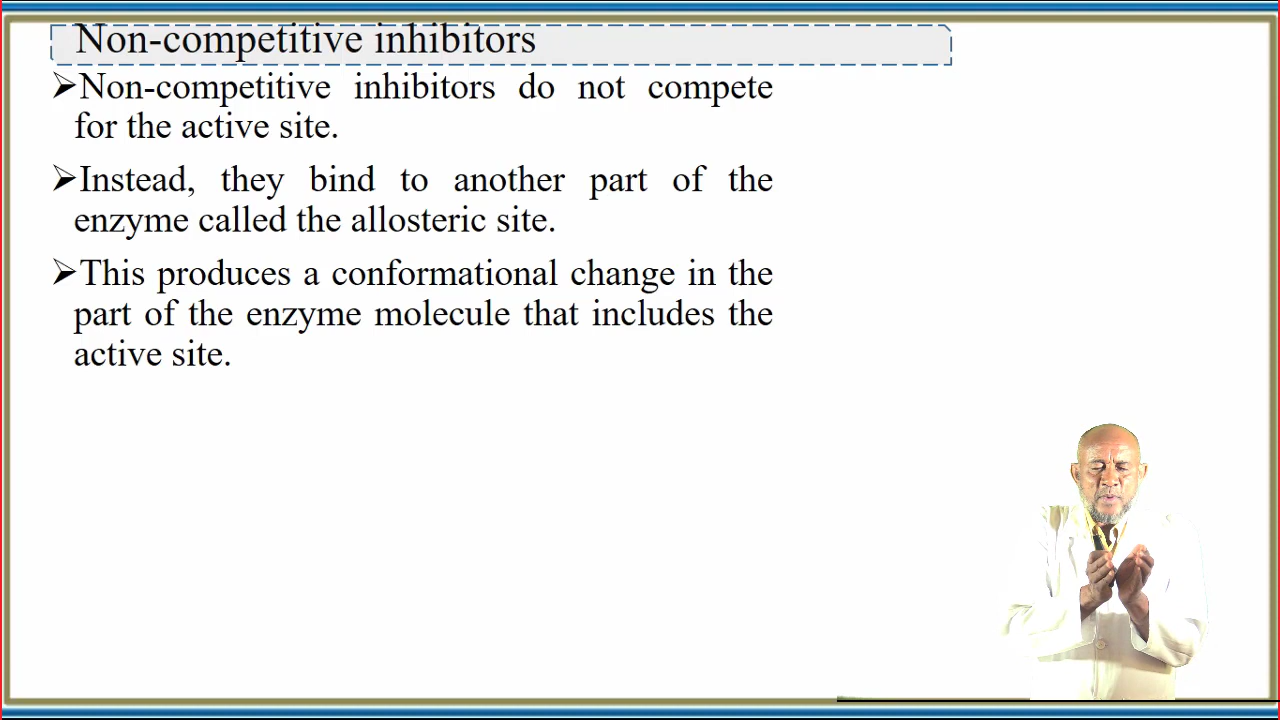 Non-competitive inhibitors
➢Non-competitive inhibitors do not compete
for the active site.
➢Instead, they bind to another part of the
enzyme called the allosteric site.
➢This produces a conformational change in the
part of the enzyme molecule that includes the
active site.